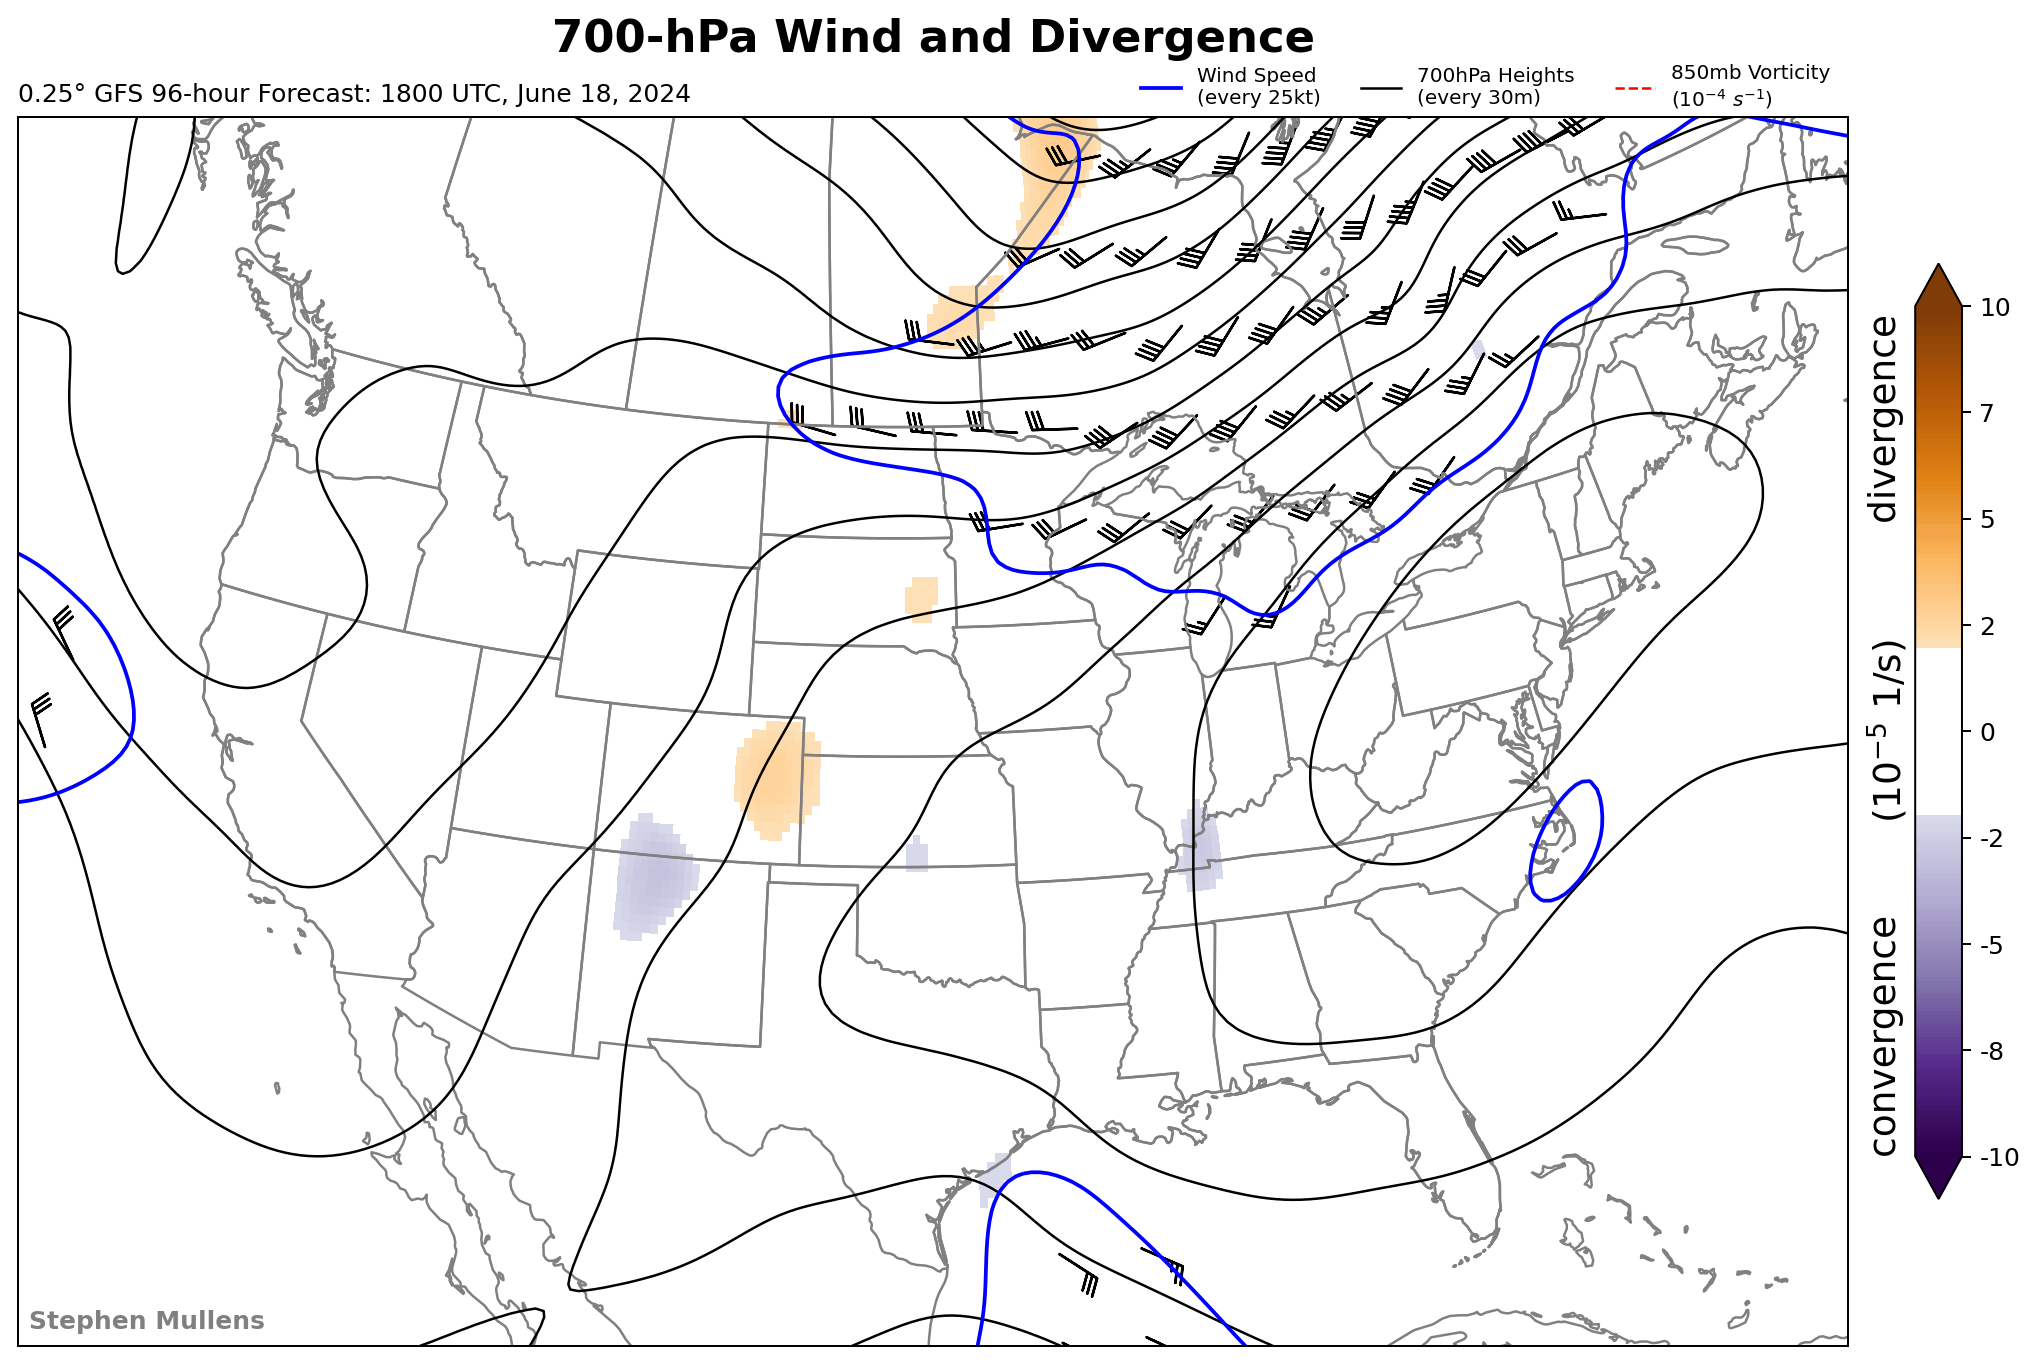 700-hPa Wind and Divergence
0.25° GFS 96-hour Forecast: 1800 UTC, June 18, 2024
Wind Speed
(every 25kt)
700hPa Heights
(every 30m)
850mb Vorticity
(10⁻⁴ s⁻¹)
10
7
5
2
0
-2
-5
-8
-10
convergence (10⁻⁵ 1/s) divergence
Stephen Mullens